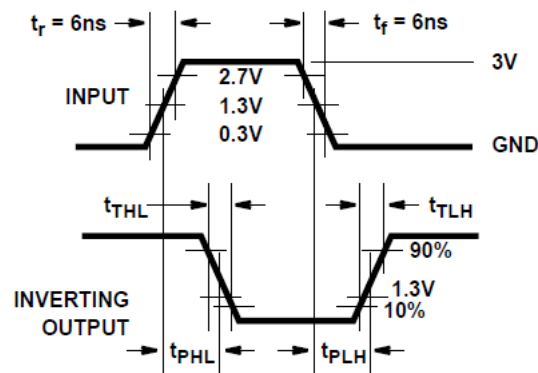 tr = 6ns
tf = 6ns
3V
2.7V
INPUT
1.3V
0.3V
GND
tTHL
tTLH
90%
INVERTING
OUTPUT
1.3V
10%
tPHL
tPLH